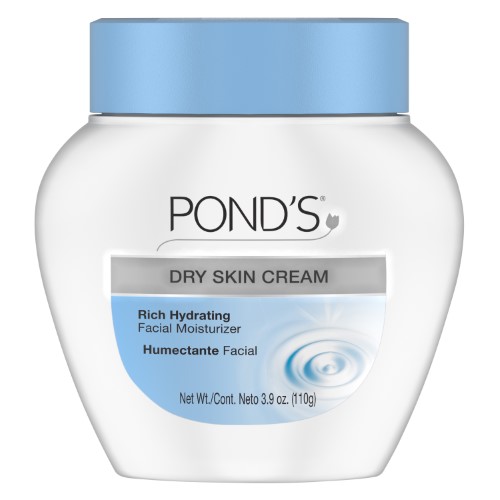 POND'S®
DRY SKIN CREAM
Rich Hydrating
Facial Moisturizer
Humectante Facial
Net Wt./Cont. Neto 3.9 oz. (110g)